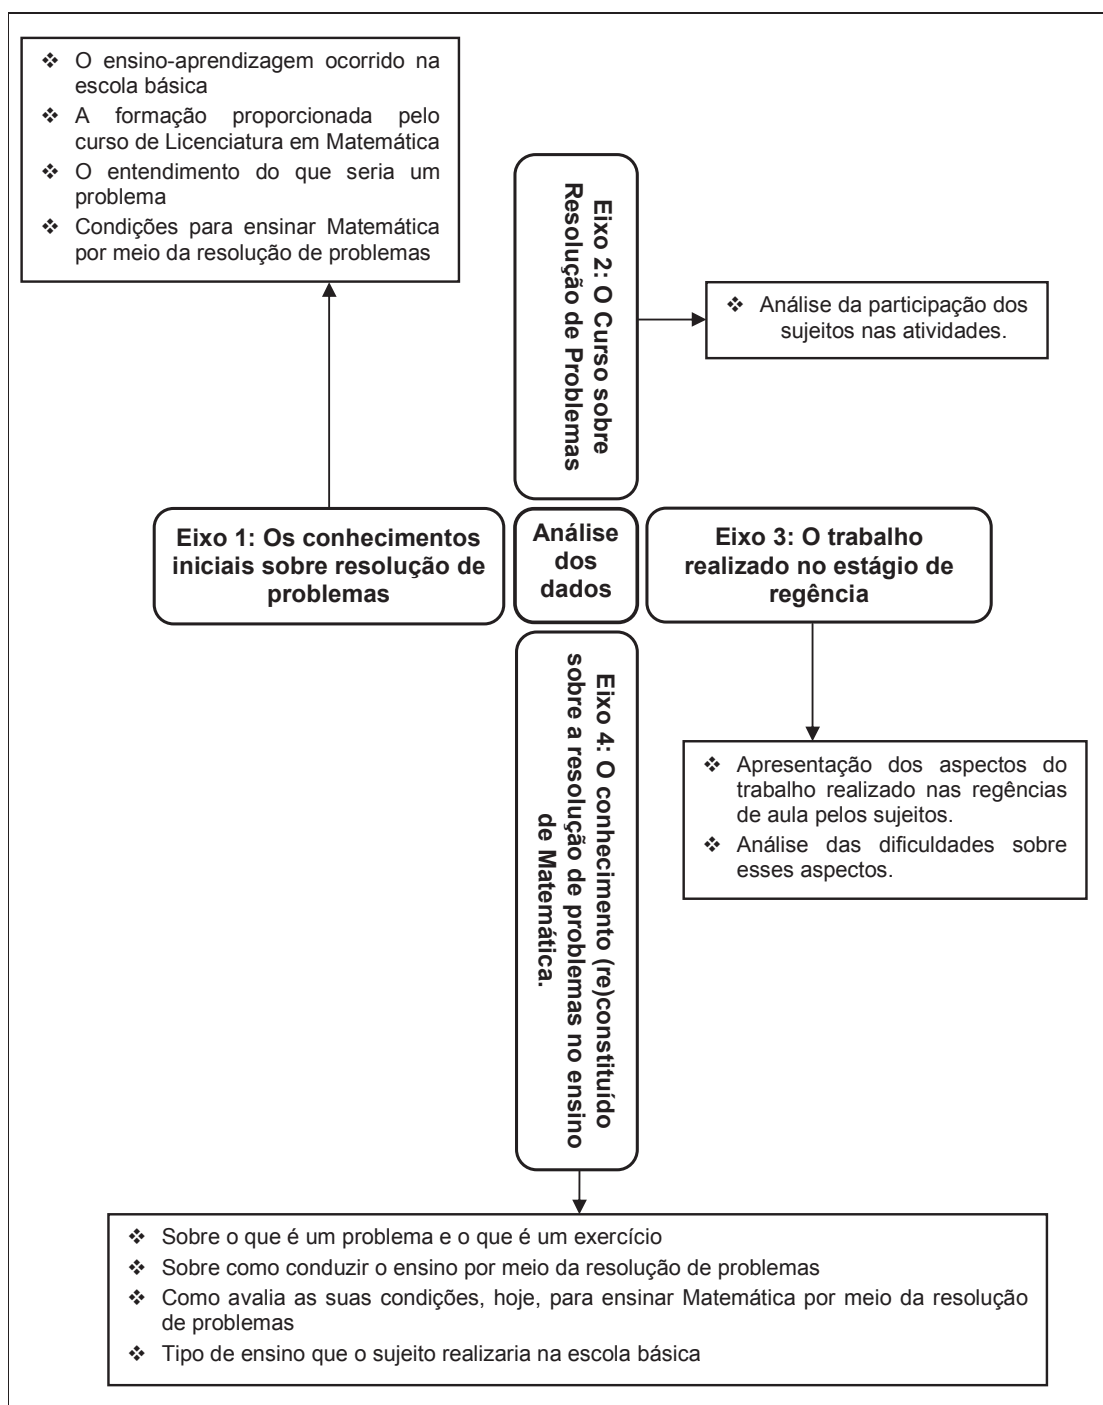 ❖ O ensino-aprendizagem ocorrido na
escola básica
❖ A formação proporcionada pelo
curso de Licenciatura em Matemática
❖ O entendimento do que seria um
problema
❖ Condições para ensinar Matemática
por meio da resolução de problemas
Eixo 2: O Curso sobre
Resolução de Problemas
❖ Análise da participação dos
sujeitos nas atividades.
Eixo 1: Os conhecimentos
iniciais sobre resolução de
problemas
Análise
dos
dados
Eixo 3: O trabalho
realizado no estágio de
regência
Eixo 4: O conhecimento (re)constituído
sobre a resolução de problemas no ensino
de Matemática.
❖ Apresentação dos aspectos do
trabalho realizado nas regências
de aula pelos sujeitos.
❖ Análise das dificuldades sobre
esses aspectos.
❖ Sobre o que é um problema e o que é um exercício
❖ Sobre como conduzir o ensino por meio da resolução de problemas
❖ Como avalia as suas condições, hoje, para ensinar Matemática por meio da resolução
de problemas
❖ Tipo de ensino que o sujeito realizaria na escola básica